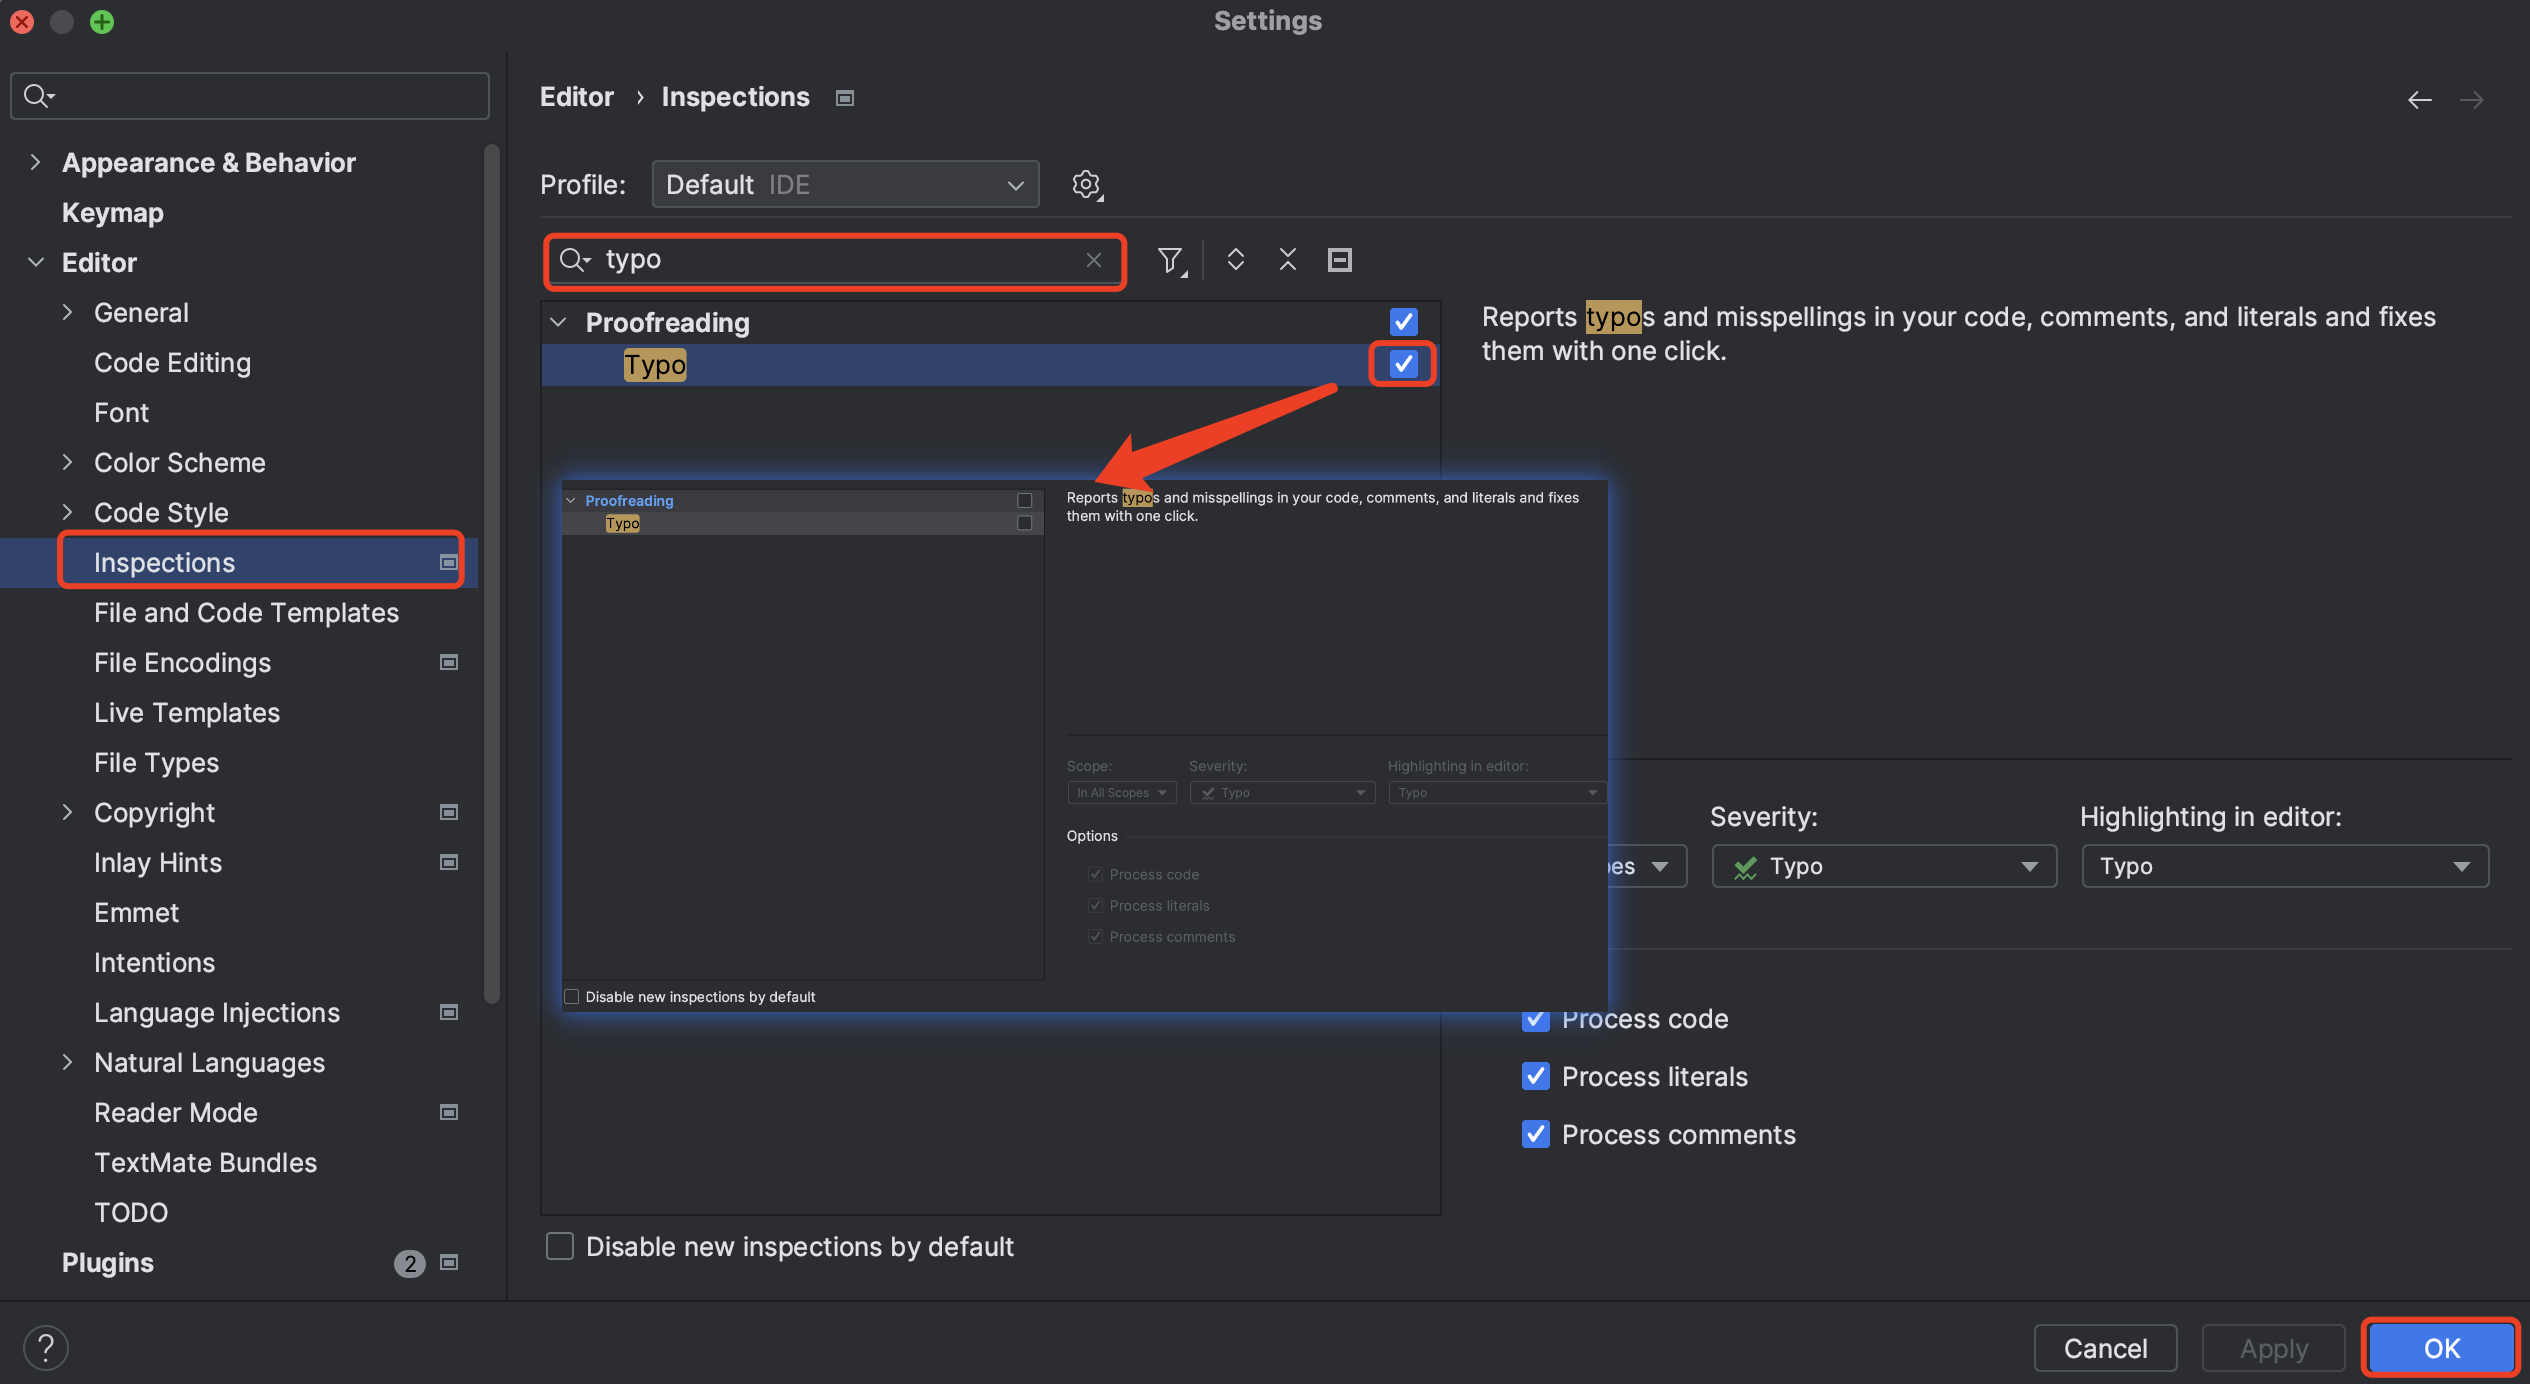 Settings
Appearance & Behavior
Keymap
Editor
General
Code Editing
Font
Color Scheme
Code Style
Inspections
File and Code Templates
File Encodings
Live Templates
File Types
Copyright
Inlay Hints
Emmet
Intentions
Language Injections
Natural Languages
Reader Mode
TextMate Bundles
TODO
Plugins 2
Editor › Inspections
Profile: Default IDE
typo
Proofreading
Typo
Reports typos and misspellings in your code, comments, and literals and fixes
them with one click.
Proofreading
Typo
Reports typos and misspellings in your code, comments, and literals and fixes
them with one click.
Scope: Severity: Highlighting in editor:
In All Scopes Typo Typo
Options
Process code
Process literals
Process comments
Disable new inspections by default
Severity: Highlighting in editor:
Typo Typo
Process code
Process literals
Process comments
Disable new inspections by default
? Cancel Apply OK